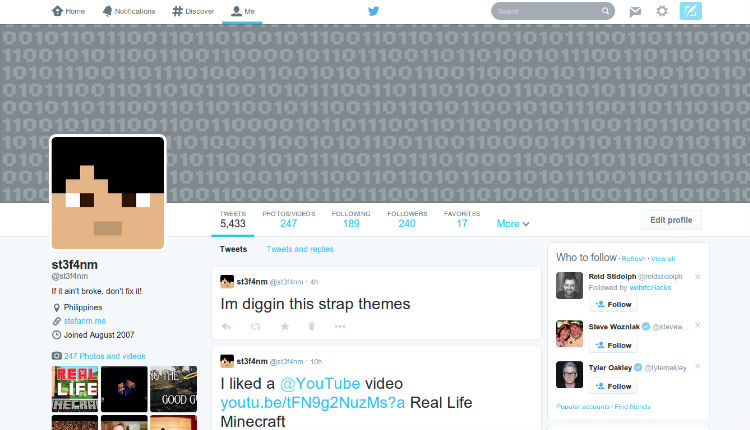 Home
Notifications
Discover
Me
Search
TWEETS
5,433
PHOTOS/VIDEOS
247
FOLLOWING
189
FOLLOWERS
240
FAVORITES
17
More
Edit profile
st3f4nm
@st3f4nm
If it ain't broke, don't fix it!
Philippines
stefanm.me
Joined August 2007
247 Photos and videos
REAL
LIFE
TO THE
GOOD
Tweets
Tweets and replies
st3f4nm @st3f4nm · 4h
Im diggin this strap themes
st3f4nm @st3f4nm · 10h
I liked a @YouTube video
youtu.be/tFN9g2NuzMs?a Real Life
Minecraft
Who to follow · Refresh · View all
Reid Stidolph @reidstidolph
Followed by webrtcHacks
Follow
Steve Wozniak @stevew...
Follow
Tyler Oakley @tyleroakley
Follow
Popular accounts · Find friends